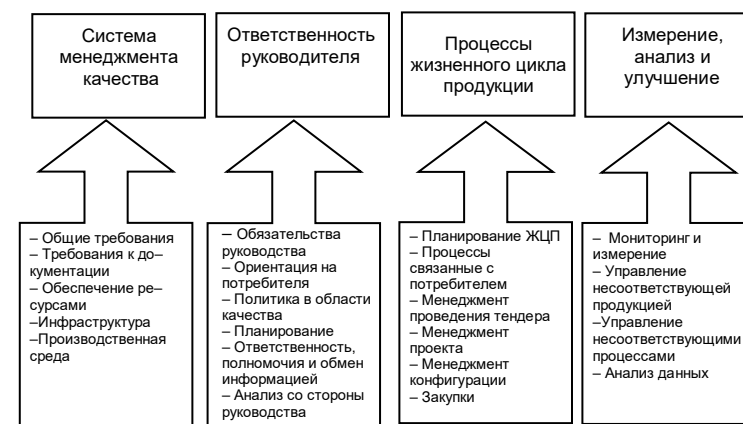 Система
менеджмента
качества
Ответственность
руководителя
Процессы
жизненного цикла
продукции
Измерение,
анализ и
улучшение
– Общие требования
– Требования к до–
кументации
– Обеспечение ре–
сурсами
–Инфраструктура
–Производственная
среда
– Обязательства
руководства
– Ориентация на
потребителя
– Политика в области
качества
– Планирование
– Ответственность,
полномочия и обмен
информацией
– Анализ со стороны
руководства
– Планирование ЖЦП
– Процессы
связанные с
потребителем
– Менеджмент
проведения тендера
– Менеджмент
проекта
– Менеджмент
конфигурации
– Закупки
– Мониторинг и
измерение
– Управление
несоответствующей
продукцией
–Управление
несоответствующими
процессами
– Анализ данных